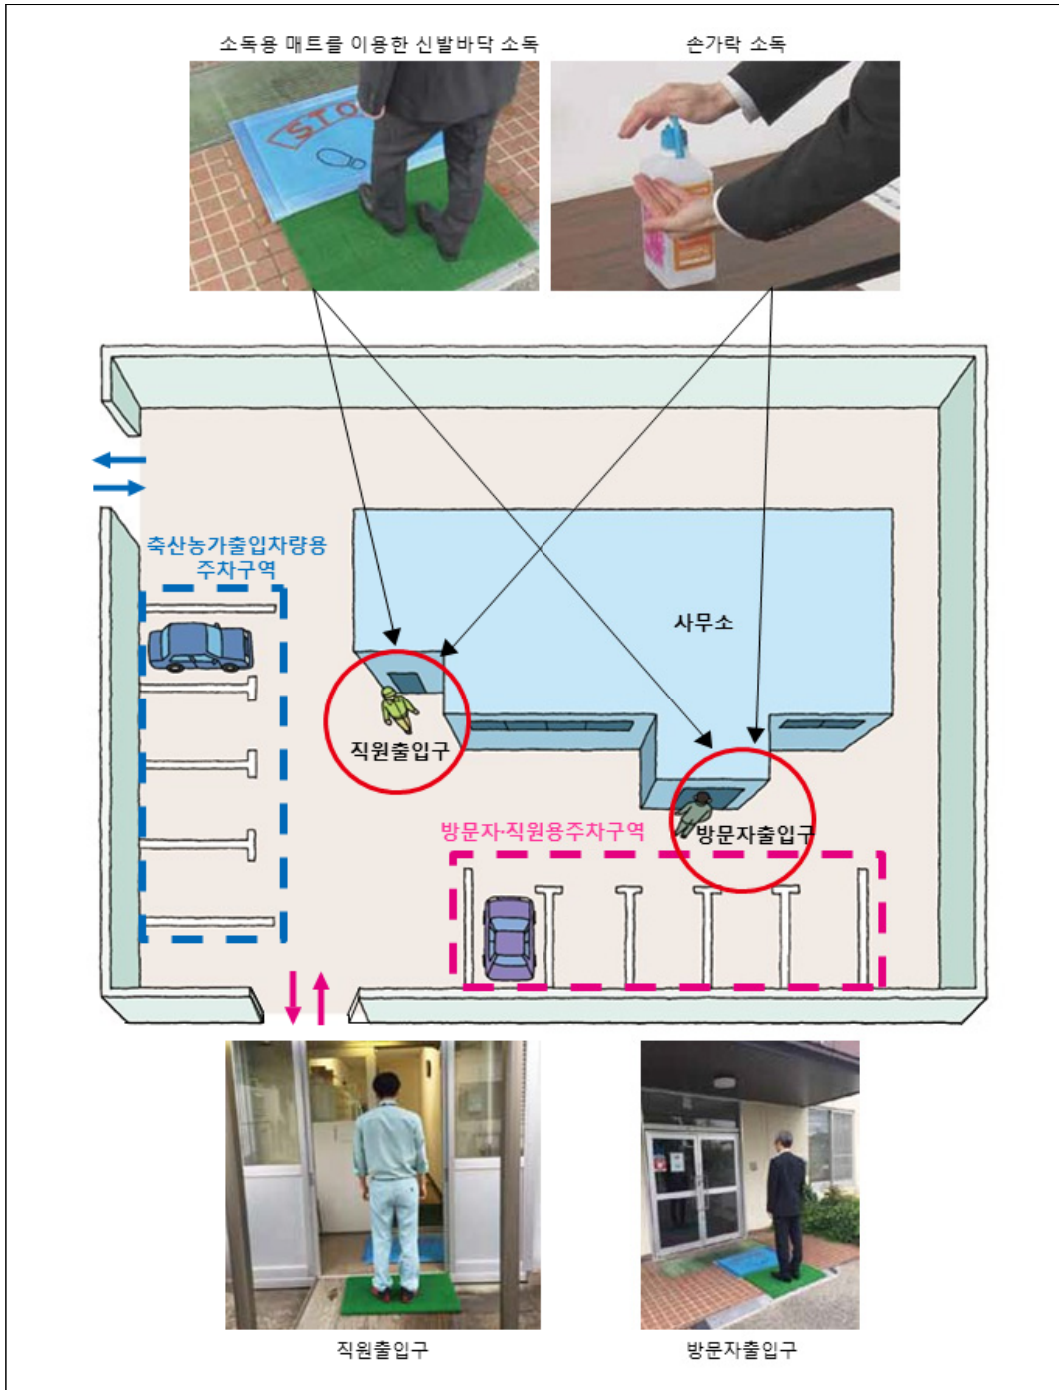 소독용 매트를 이용한 신발바닥 소독
손가락 소독
STO
축산농가출입차량용
주차구역
사무소
직원출입구
방문자·직원용주차구역
방문자출입구
직원출입구
방문자출입구